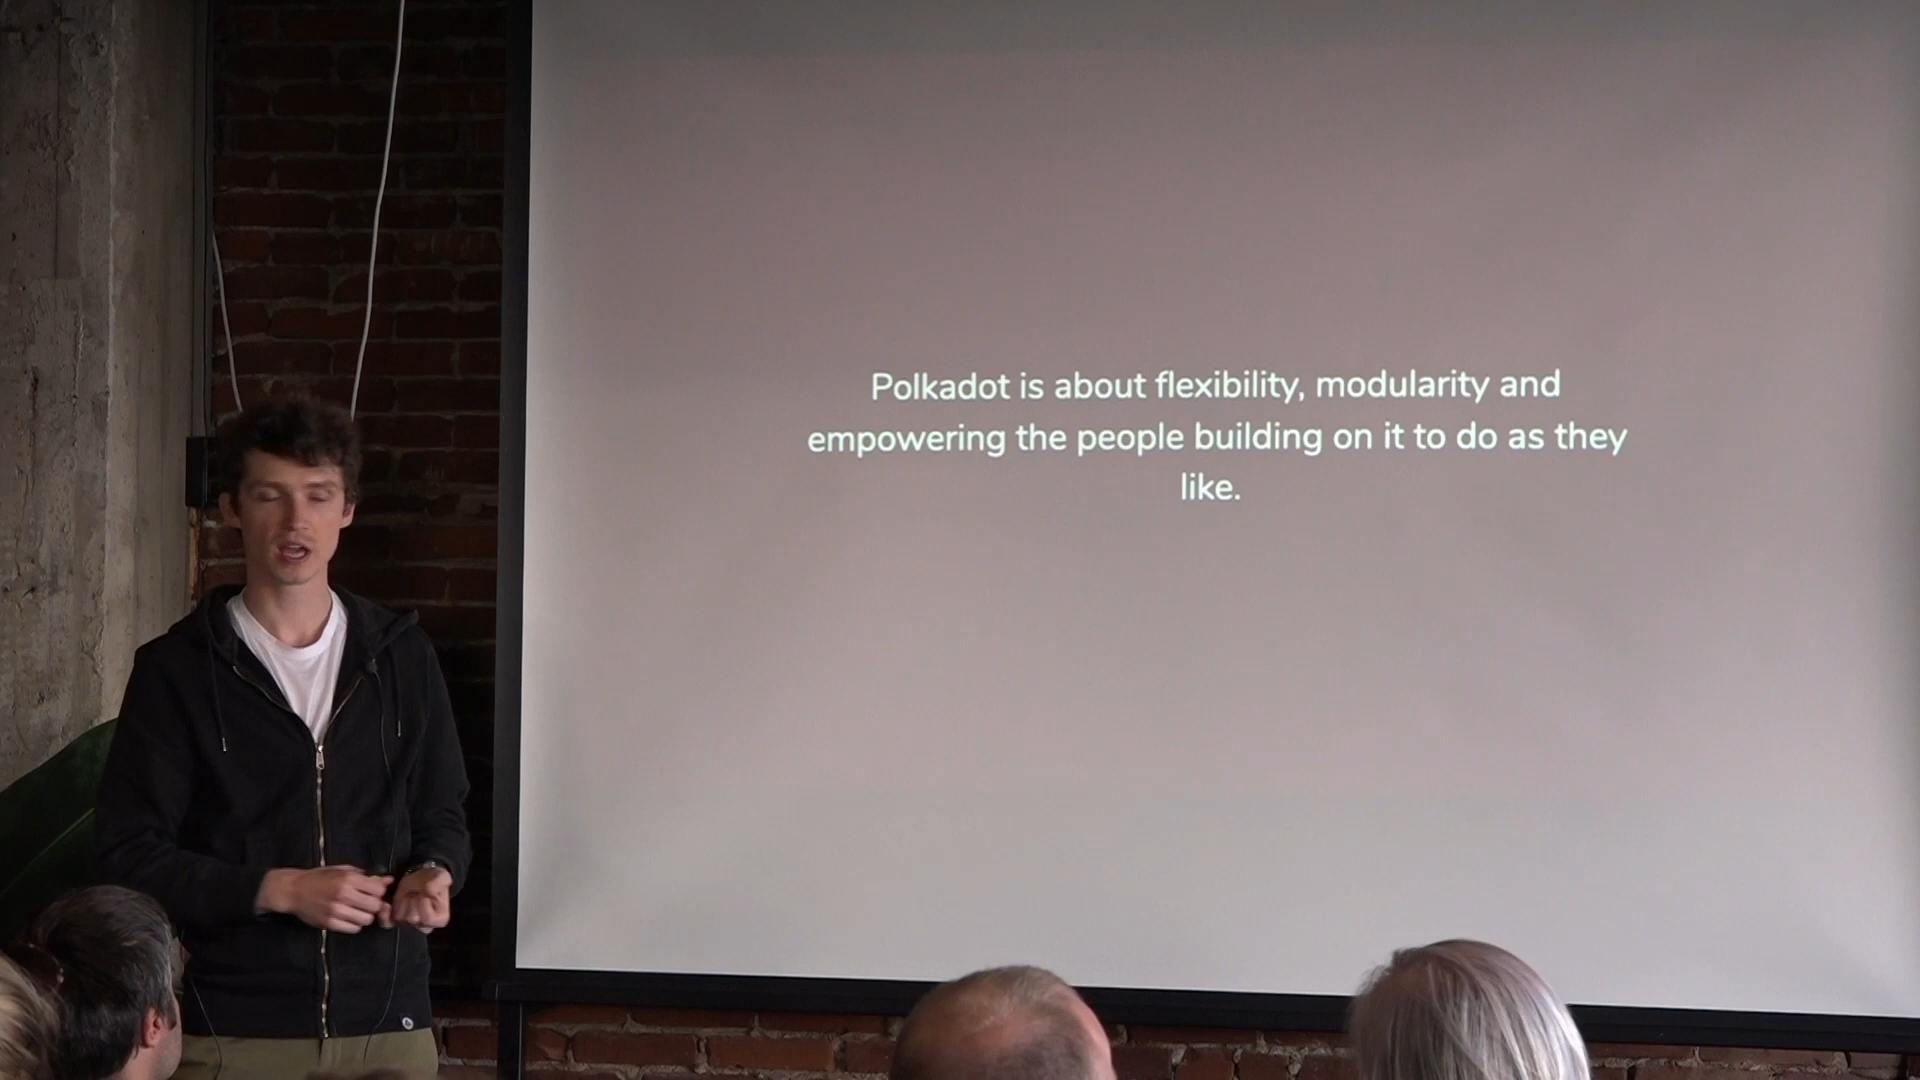 Polkadot is about flexibility, modularity and
empowering the people building on it to do as they
like.